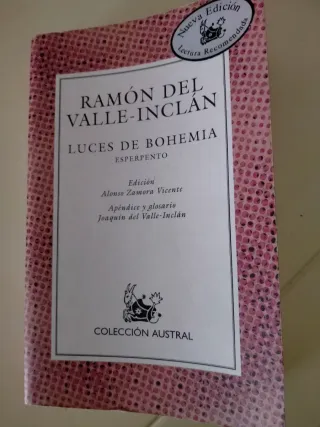 Nueva Edición
Lectura Recomendada
RAMÓN DEL
VALLE-INCLÁN
LUCES DE BOHEMIA
ESPERPENTO
Edición
Alonso Zamora Vicente
Apéndice y glosario
Joaquín del Valle-Inclán
COLECCIÓN AUSTRAL